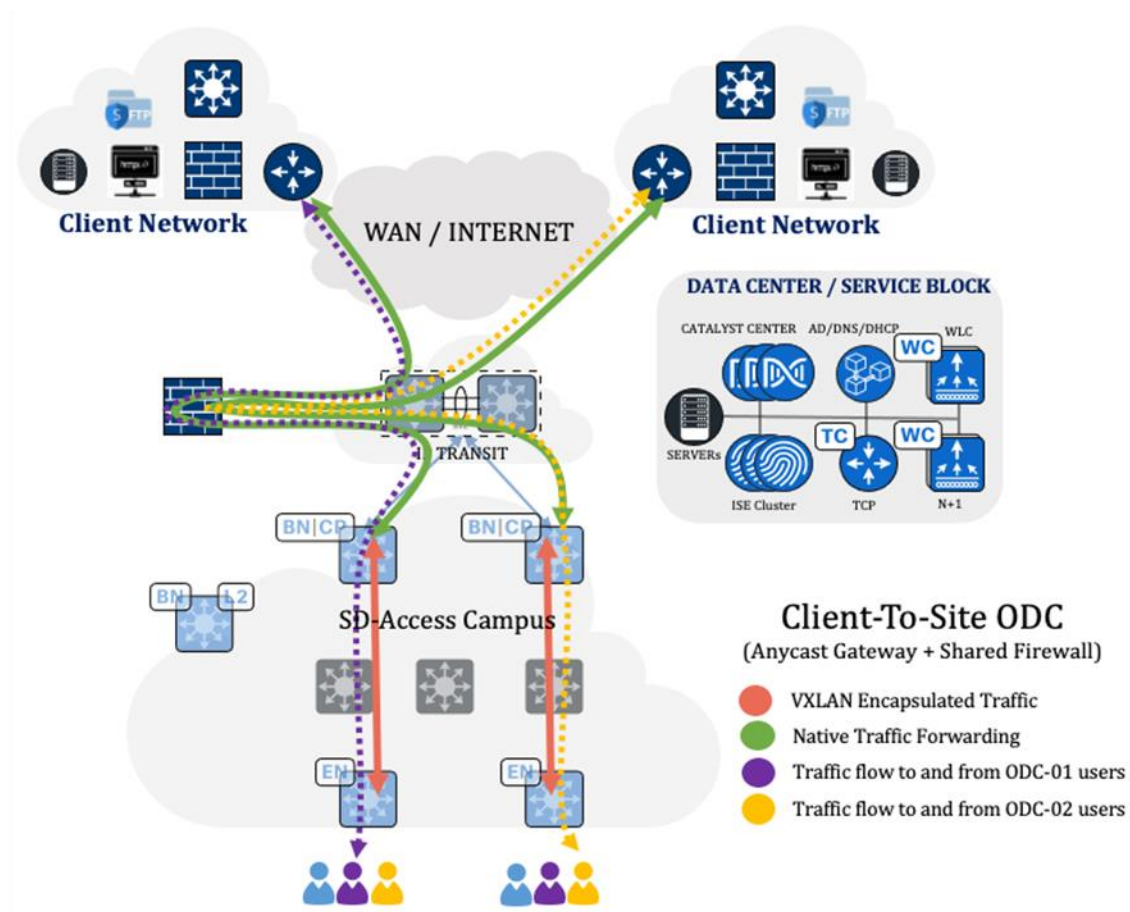 S FTP
S FTP
Client Network
Client Network
WAN / INTERNET
DATA CENTER / SERVICE BLOCK
CATALYST CENTER
AD/DNS/DHCP
WLC
WC
SERVERs
TC
WC
ISE Cluster
TCP
N+1
TRANSIT
BN|CP
BN|CP
BN
L2
SD-Access Campus
EN
EN
Client-To-Site ODC
(Anycast Gateway + Shared Firewall)
VXLAN Encapsulated Traffic
Native Traffic Forwarding
Traffic flow to and from ODC-01 users
Traffic flow to and from ODC-02 users